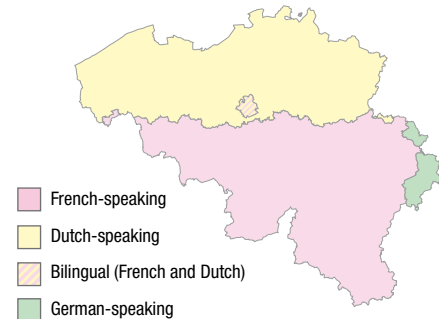 French-speaking
Dutch-speaking
Bilingual (French and Dutch)
German-speaking